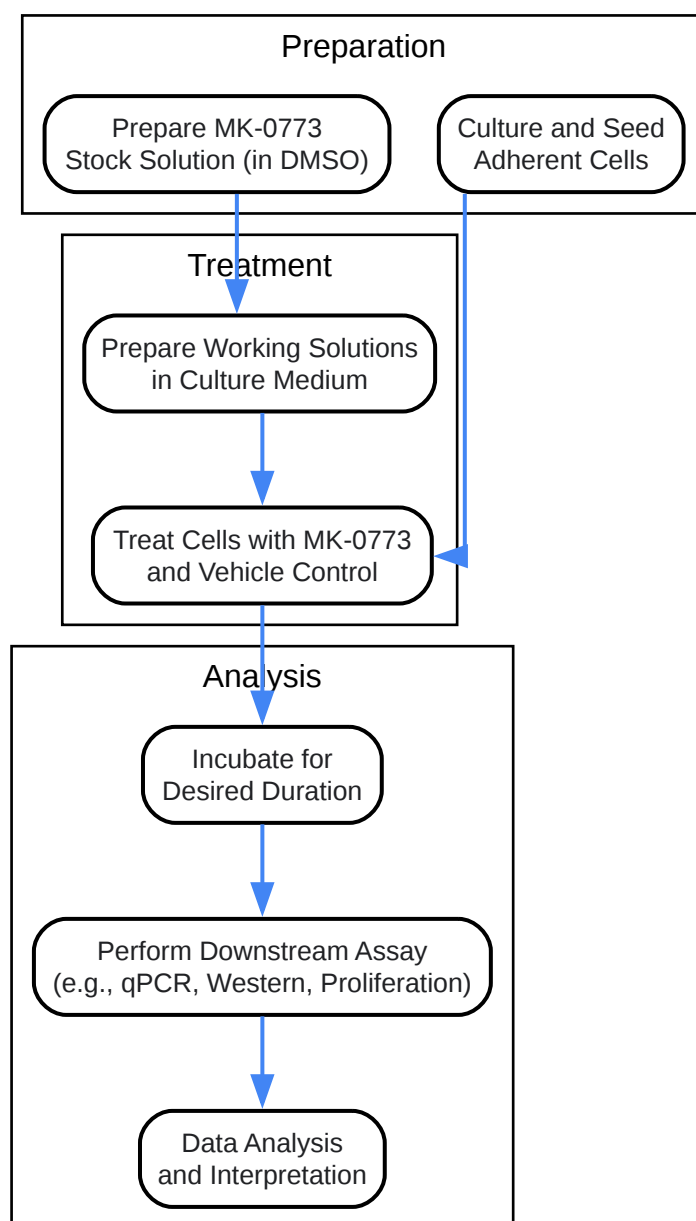 Preparation
Prepare MK-0773
Stock Solution (in DMSO)
Culture and Seed
Adherent Cells
Treatment
Prepare Working Solutions
in Culture Medium
Treat Cells with MK-0773
and Vehicle Control
Analysis
Incubate for
Desired Duration
Perform Downstream Assay
(e.g., qPCR, Western, Proliferation)
Data Analysis
and Interpretation